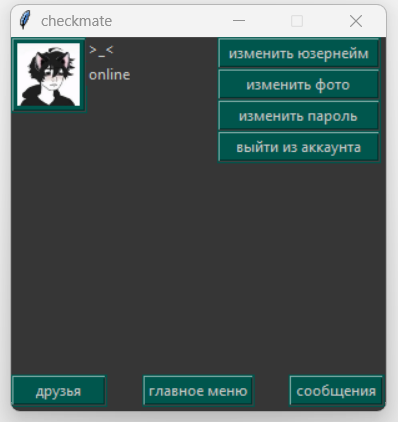 checkmate
>_<
online
изменить юзернейм
изменить фото
изменить пароль
выйти из аккаунта
друзья
главное меню
сообщения